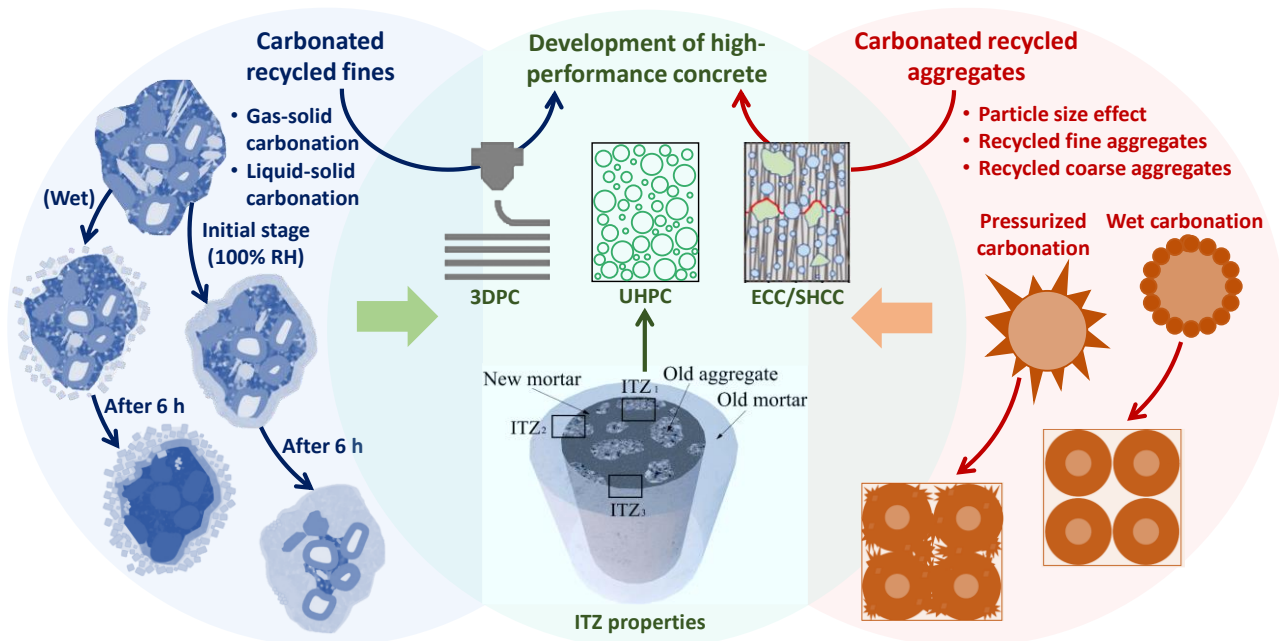 Carbonated
recycled fines
• Gas-solid
carbonation
• Liquid-solid
carbonation
(Wet)
Initial stage
(100% RH)
After 6 h
After 6 h
Development of high-
performance concrete
3DPC
UHPC
ECC/SHCC
New mortar
ITZ₁
Old aggregate
Old mortar
ITZ₂
ITZ₃
ITZ properties
Carbonated recycled
aggregates
• Particle size effect
• Recycled fine aggregates
• Recycled coarse aggregates
Pressurized
carbonation
Wet carbonation